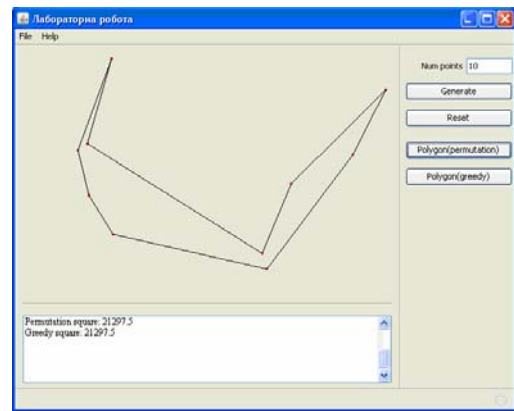 Лабораторна робота
File Help
Num points 10
Generate
Reset
Polygon(permutation)
Polygon(greedy)
Permutation square: 21297.5
Greedy square: 21297.5